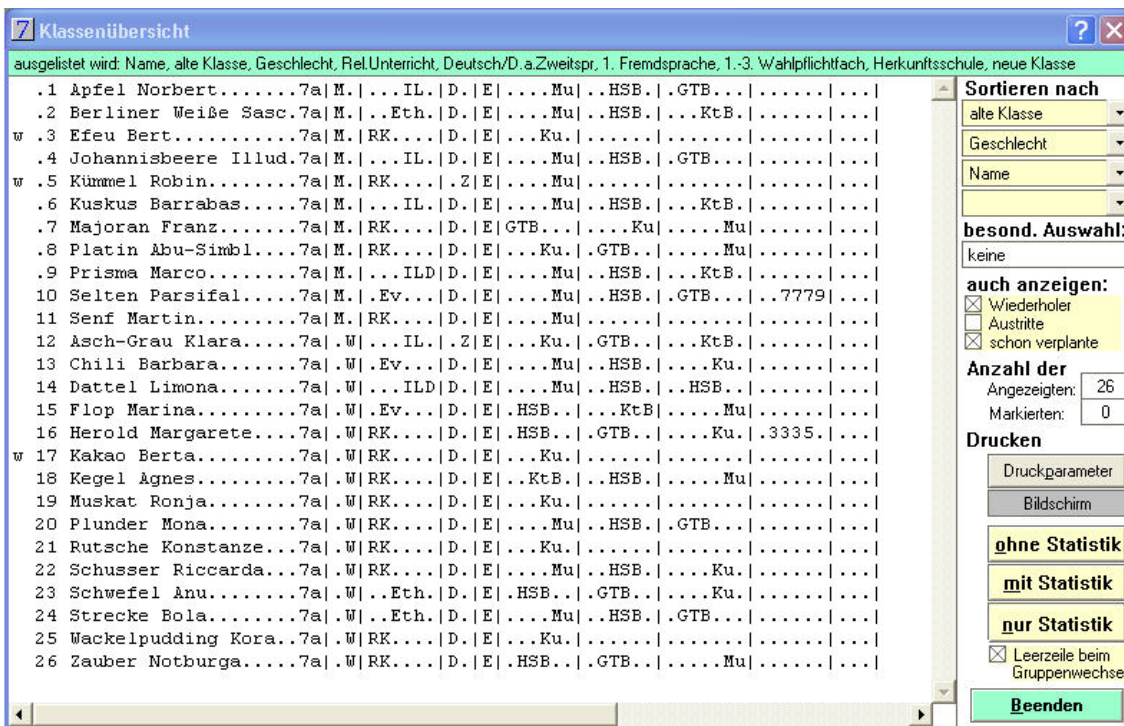 7 Klassenübersicht
ausgelistet wird: Name, alte Klasse, Geschlecht, Rel.Unterricht, Deutsch/D.a.Zweitspr, 1. Fremdsprache, 1.-3. Wahlpflichtfach, Herkunftsschule, neue Klasse
.1 Apfel Norbert.......7a|M.|...IL.|D.|E|....Mu|..HSB.|.GTB...|......|...|
.2 Berliner Weiße Sasc.7a|M.|..Eth.|D.|E|....Mu|..HSB.|...KtB.|......|...|
w .3 Efeu Bert...........7a|M.|RK....|D.|E|...Ku.|......|.......|......|...|
.4 Johannisbeere Illud.7a|M.|...IL.|D.|E|....Mu|..HSB.|.GTB...|......|...|
w .5 Kümmel Robin........7a|M.|RK....|.Z|E|....Mu|......|.......|......|...|
.6 Kuskus Barrabas.....7a|M.|...IL.|D.|E|....Mu|..HSB.|...KtB.|......|...|
.7 Majoran Franz.......7a|M.|RK....|D.|E|GTB...|....Ku|.....Mu|......|...|
.8 Platin Abu-Simbl....7a|M.|RK....|D.|E|...Ku.|.GTB..|.....Mu|......|...|
.9 Prisma Marco........7a|M.|...ILD|D.|E|....Mu|..HSB.|...KtB.|......|...|
10 Selten Parsifal.....7a|M.|.Ev...|D.|E|....Mu|..HSB.|.GTB...|..7779|...|
11 Senf Martin.........7a|M.|RK....|D.|E|....Mu|......|.......|......|...|
12 Asch-Grau Klara.....7a|.W|...IL.|.Z|E|...Ku.|.GTB..|...KtB.|......|...|
13 Chili Barbara.......7a|.W|.Ev...|D.|E|....Mu|..HSB.|....Ku.|......|...|
14 Dattel Limona.......7a|.W|...ILD|D.|E|....Mu|..HSB.|..HSB..|......|...|
15 Flop Marina.........7a|.W|.Ev...|D.|E|.HSB..|...KtB|.....Mu|......|...|
16 Herold Margarete....7a|.W|RK....|D.|E|.HSB..|.GTB..|....Ku.|.3335.|...|
w 17 Kakao Berta.........7a|.W|RK....|D.|E|...Ku.|......|.......|......|...|
18 Kegel Agnes.........7a|.W|RK....|D.|E|..KtB.|..HSB.|.....Mu|......|...|
19 Muskat Ronja........7a|.W|RK....|D.|E|...Ku.|......|.......|......|...|
20 Plunder Mona........7a|.W|RK....|D.|E|....Mu|..HSB.|.GTB...|......|...|
21 Rutsche Konstanze...7a|.W|RK....|D.|E|...Ku.|......|.......|......|...|
22 Schusser Riccarda...7a|.W|RK....|D.|E|....Mu|..HSB.|....Ku.|......|...|
23 Schwefel Anu........7a|.W|..Eth.|D.|E|.HSB..|.GTB..|....Ku.|......|...|
24 Strecke Bola........7a|.W|..Eth.|D.|E|....Mu|..HSB.|.GTB...|......|...|
25 Wackelpudding Kora..7a|.W|RK....|D.|E|...Ku.|......|.......|......|...|
26 Zauber Notburga.....7a|.W|RK....|D.|E|.HSB..|.GTB..|.....Mu|......|...|
Sortieren nach
alte Klasse
Geschlecht
Name
besond. Auswahl:
keine
auch anzeigen:
Wiederholer
Austritte
schon verplante
Anzahl der
Angezeigten: 26
Markierten: 0
Drucken
Druckparameter
Bildschirm
ohne Statistik
mit Statistik
nur Statistik
Leerzeile beim
Gruppenwechse
Beenden